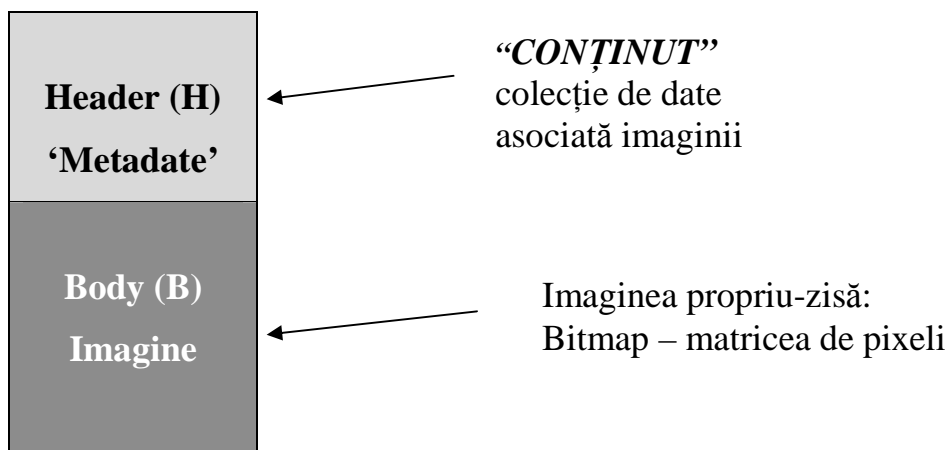 Header (H)
‘Metadate’
“CONȚINUT”
colecție de date
asociată imaginii
Body (B)
Imagine
Imaginea propriu-zisă:
Bitmap – matricea de pixeli